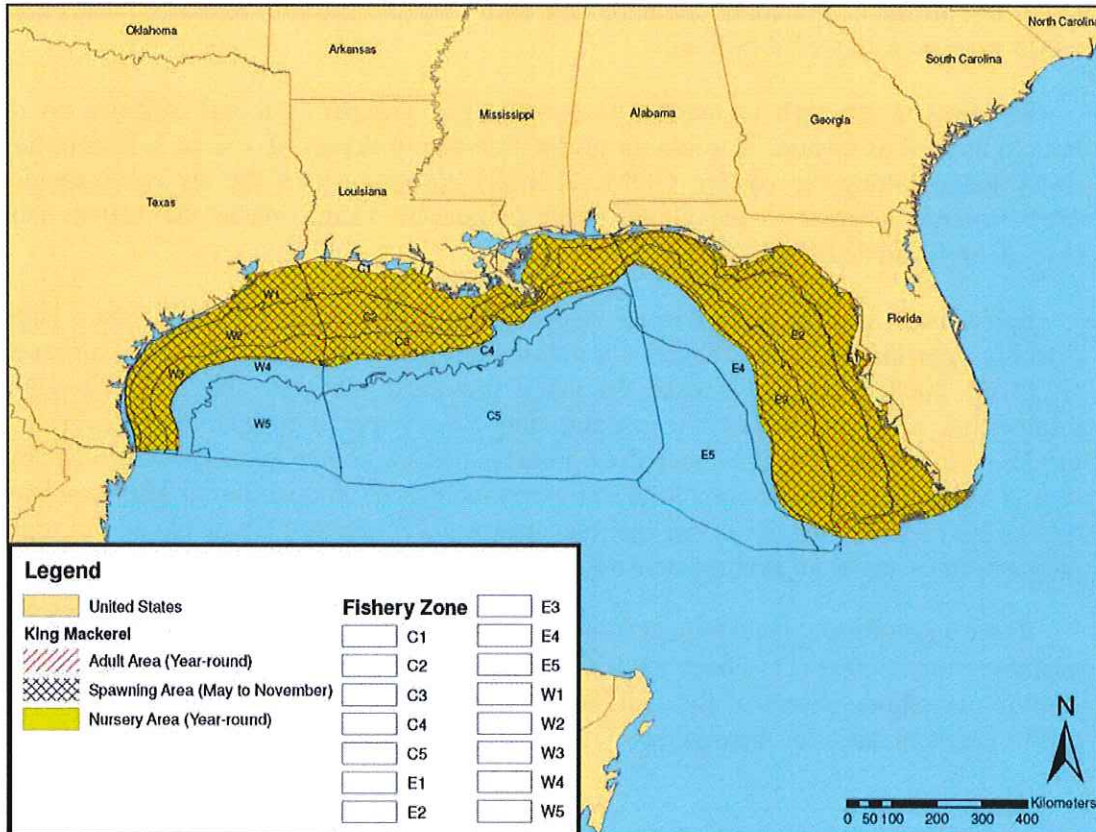 North Carolina
Oklahoma
Arkansas
South Carolina
Mississippi
Alabama
Georgia
Louisiana
Texas
C1
W1
C2
W2
C3
Florida
E2
E1
C4
W4
W3
E4
E3
W5
C5
E5
Legend
United States
King Mackerel
Adult Area (Year-round)
Spawning Area (May to November)
Nursery Area (Year-round)
Fishery Zone
C1
C2
C3
C4
C5
E1
E2
E3
E4
E5
W1
W2
W3
W4
W5
N
Kilometers
0 50 100 200 300 400